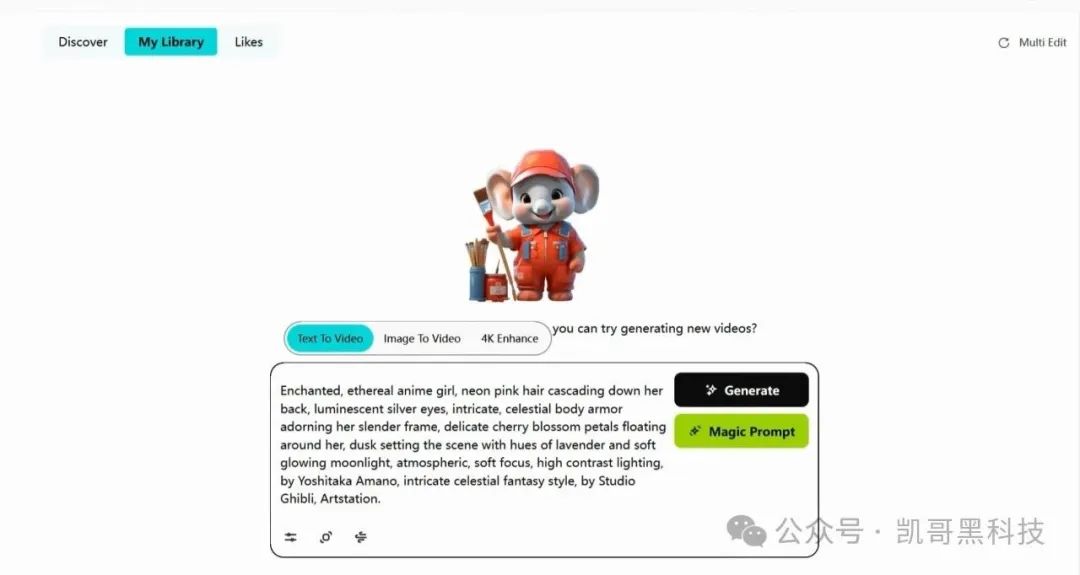 Discover My Library Likes
Multi Edit
Text To Video Image To Video 4K Enhance
you can try generating new videos?
Enchanted, ethereal anime girl, neon pink hair cascading down her
back, luminescent silver eyes, intricate, celestial body armor
adorning her slender frame, delicate cherry blossom petals floating
around her, dusk setting the scene with hues of lavender and soft
glowing moonlight, atmospheric, soft focus, high contrast lighting,
by Yoshitaka Amano, intricate celestial fantasy style, by Studio
Ghibli, Artstation.
Generate
Magic Prompt
公众号 · 凯哥黑科技